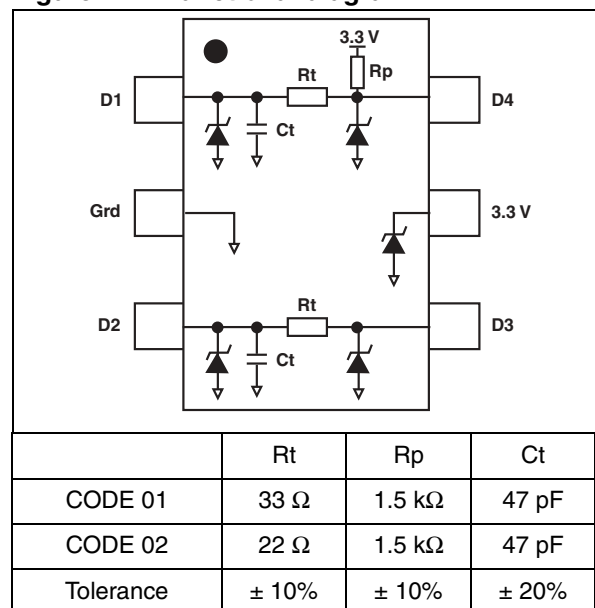 3.3 V
Rt
Rp
D1
D4
Ct
Grd
3.3 V
Rt
D2
D3
Ct
Rt Rp Ct
CODE 01 33 Ω 1.5 kΩ 47 pF
CODE 02 22 Ω 1.5 kΩ 47 pF
Tolerance ± 10% ± 10% ± 20%